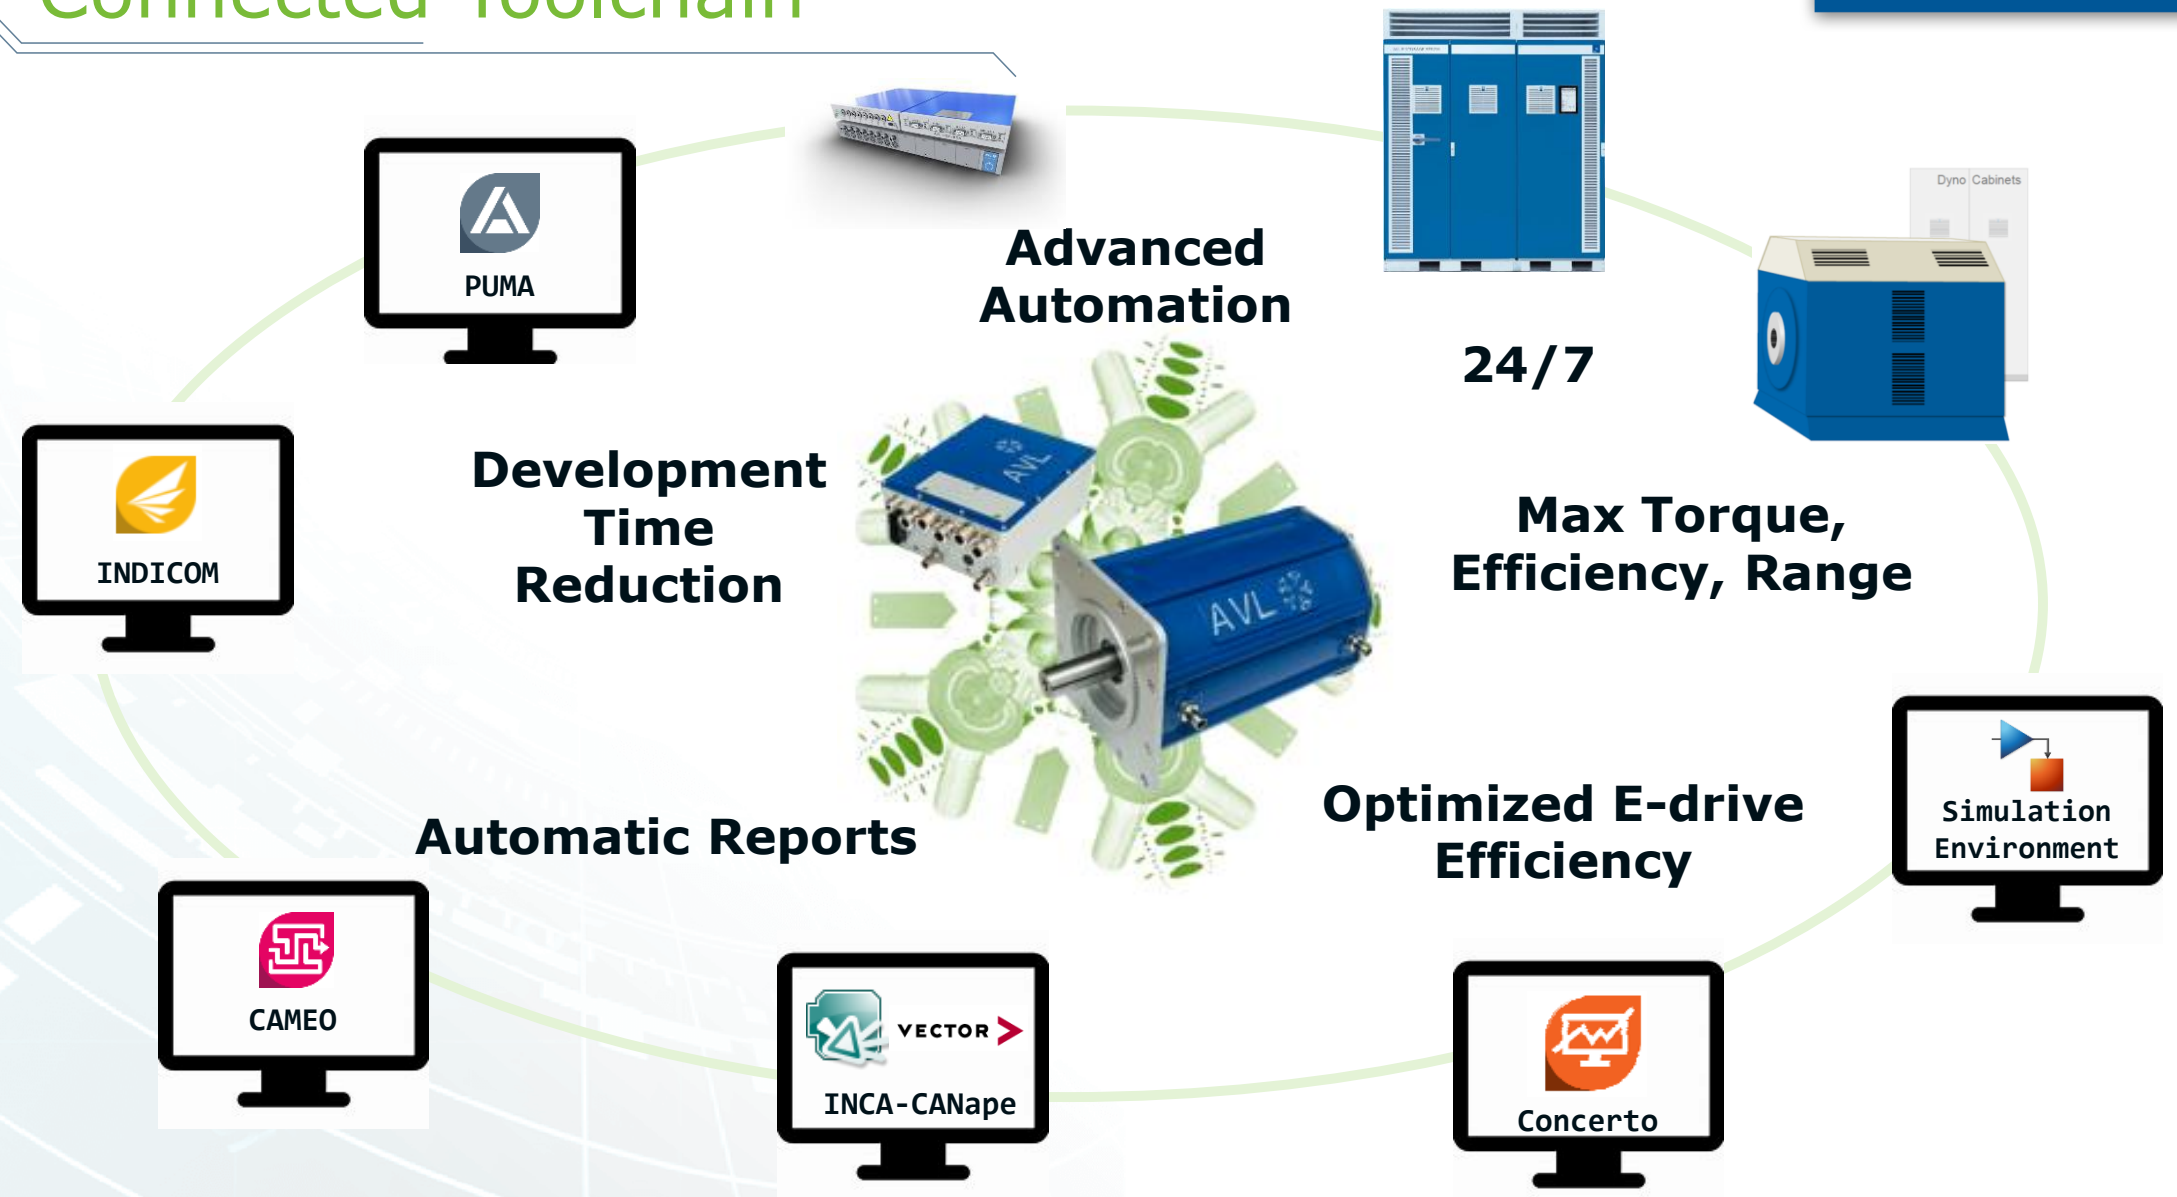 Connected Toolchain
Dyno Cabinets
PUMA
Advanced
Automation
24/7
INDICOM
Development
Time
Reduction
AVL
AVL
Max Torque,
Efficiency, Range
Automatic Reports
Optimized E-drive
Efficiency
Simulation
Environment
CAMEO
VECTOR
INCA-CANape
Concerto